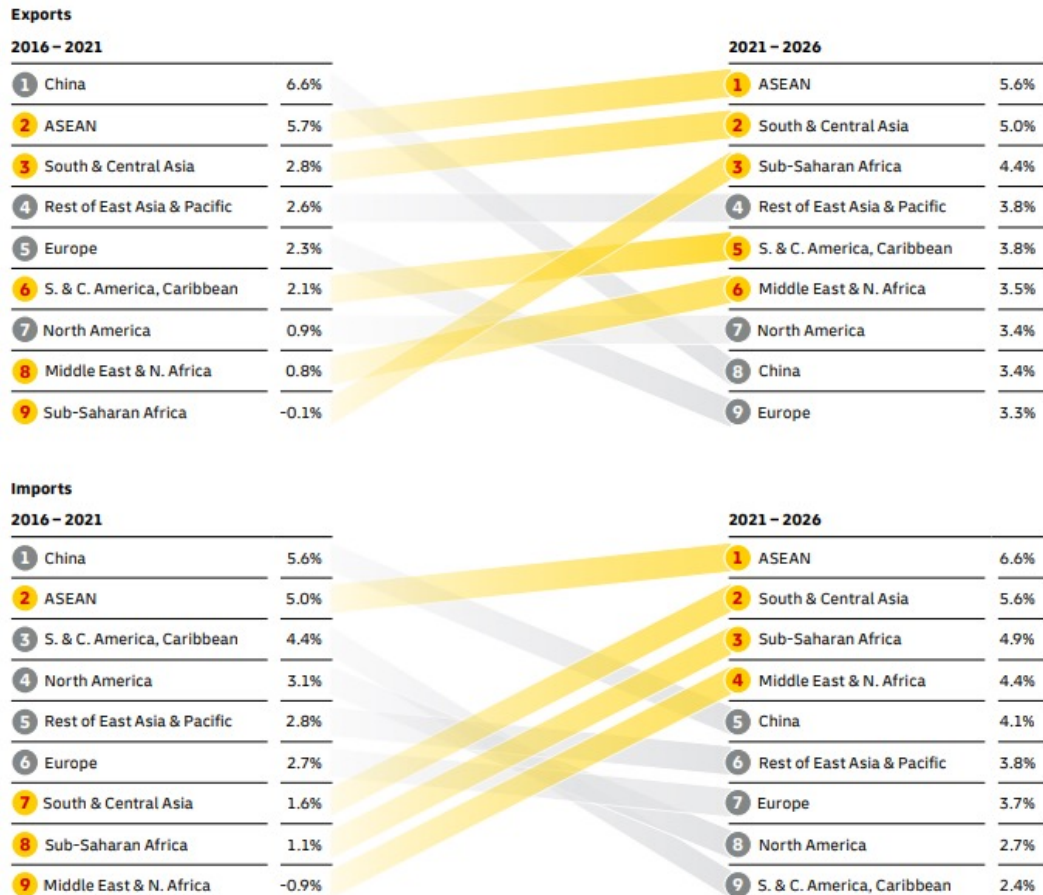 Exports
2016 – 2021 2021 – 2026
1 China 6.6% 1 ASEAN 5.6%
2 ASEAN 5.7% 2 South & Central Asia 5.0%
3 South & Central Asia 2.8% 3 Sub-Saharan Africa 4.4%
4 Rest of East Asia & Pacific 2.6% 4 Rest of East Asia & Pacific 3.8%
5 Europe 2.3% 5 S. & C. America, Caribbean 3.8%
6 S. & C. America, Caribbean 2.1% 6 Middle East & N. Africa 3.5%
7 North America 0.9% 7 North America 3.4%
8 Middle East & N. Africa 0.8% 8 China 3.4%
9 Sub-Saharan Africa -0.1% 9 Europe 3.3%
Imports
2016 – 2021 2021 – 2026
1 China 5.6% 1 ASEAN 6.6%
2 ASEAN 5.0% 2 South & Central Asia 5.6%
3 S. & C. America, Caribbean 4.4% 3 Sub-Saharan Africa 4.9%
4 North America 3.1% 4 Middle East & N. Africa 4.4%
5 Rest of East Asia & Pacific 2.8% 5 China 4.1%
6 Europe 2.7% 6 Rest of East Asia & Pacific 3.8%
7 South & Central Asia 1.6% 7 Europe 3.7%
8 Sub-Saharan Africa 1.1% 8 North America 2.7%
9 Middle East & N. Africa -0.9% 9 S. & C. America, Caribbean 2.4%